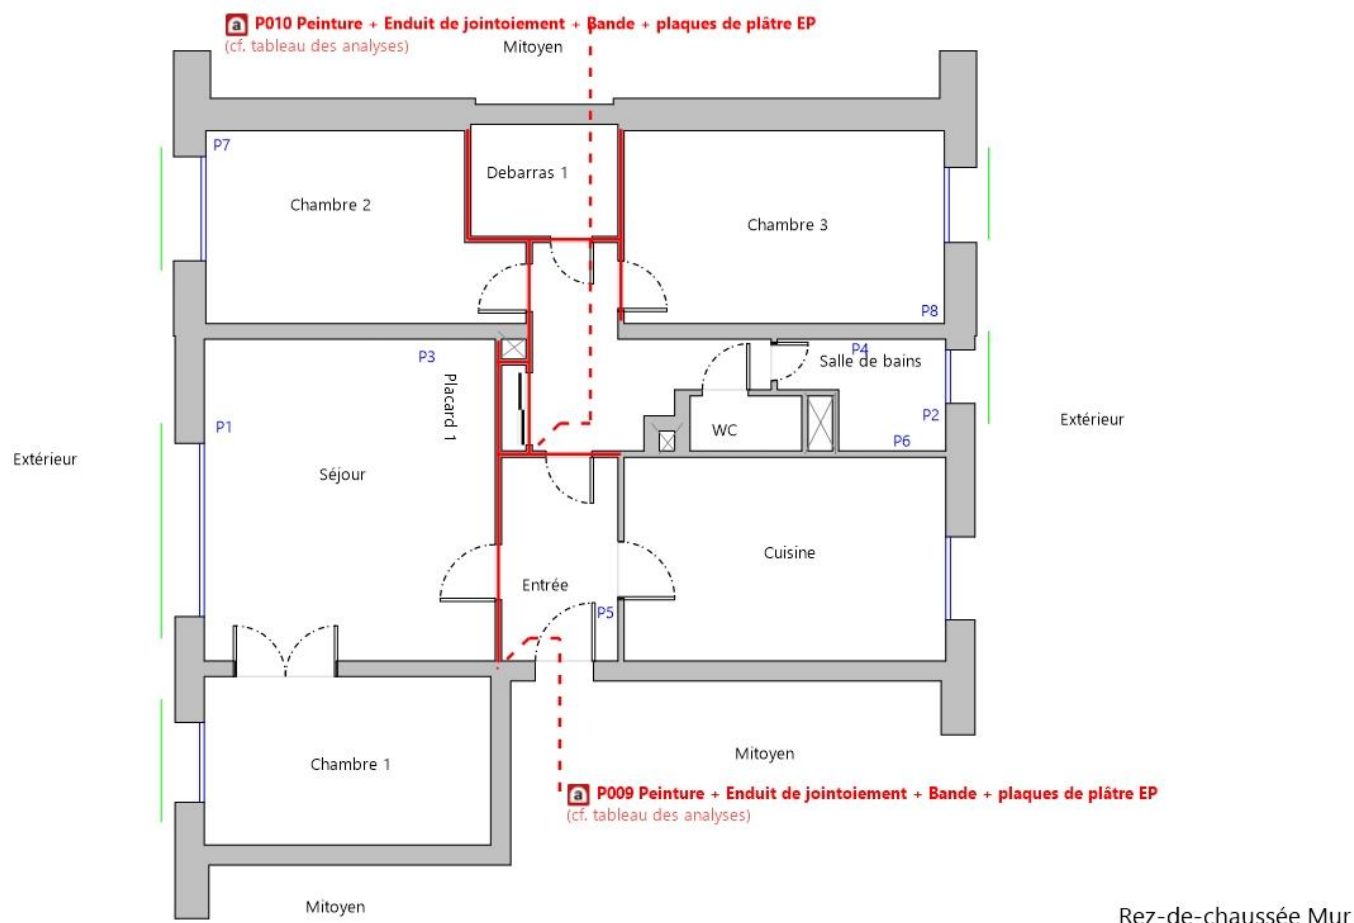 a P010 Peinture + Enduit de jointoiement + Bande + plaques de plâtre EP
(cf. tableau des analyses)
Mitoyen
P7
Debarras 1
Chambre 2
Chambre 3
P8
P3
P4
Salle de bains
Placard 1
P1
P2
Extérieur
WC
P6
Extérieur
Séjour
Cuisine
Entrée
P5
Mitoyen
Chambre 1
a P009 Peinture + Enduit de jointoiement + Bande + plaques de plâtre EP
(cf. tableau des analyses)
Mitoyen
Rez-de-chaussée Mur